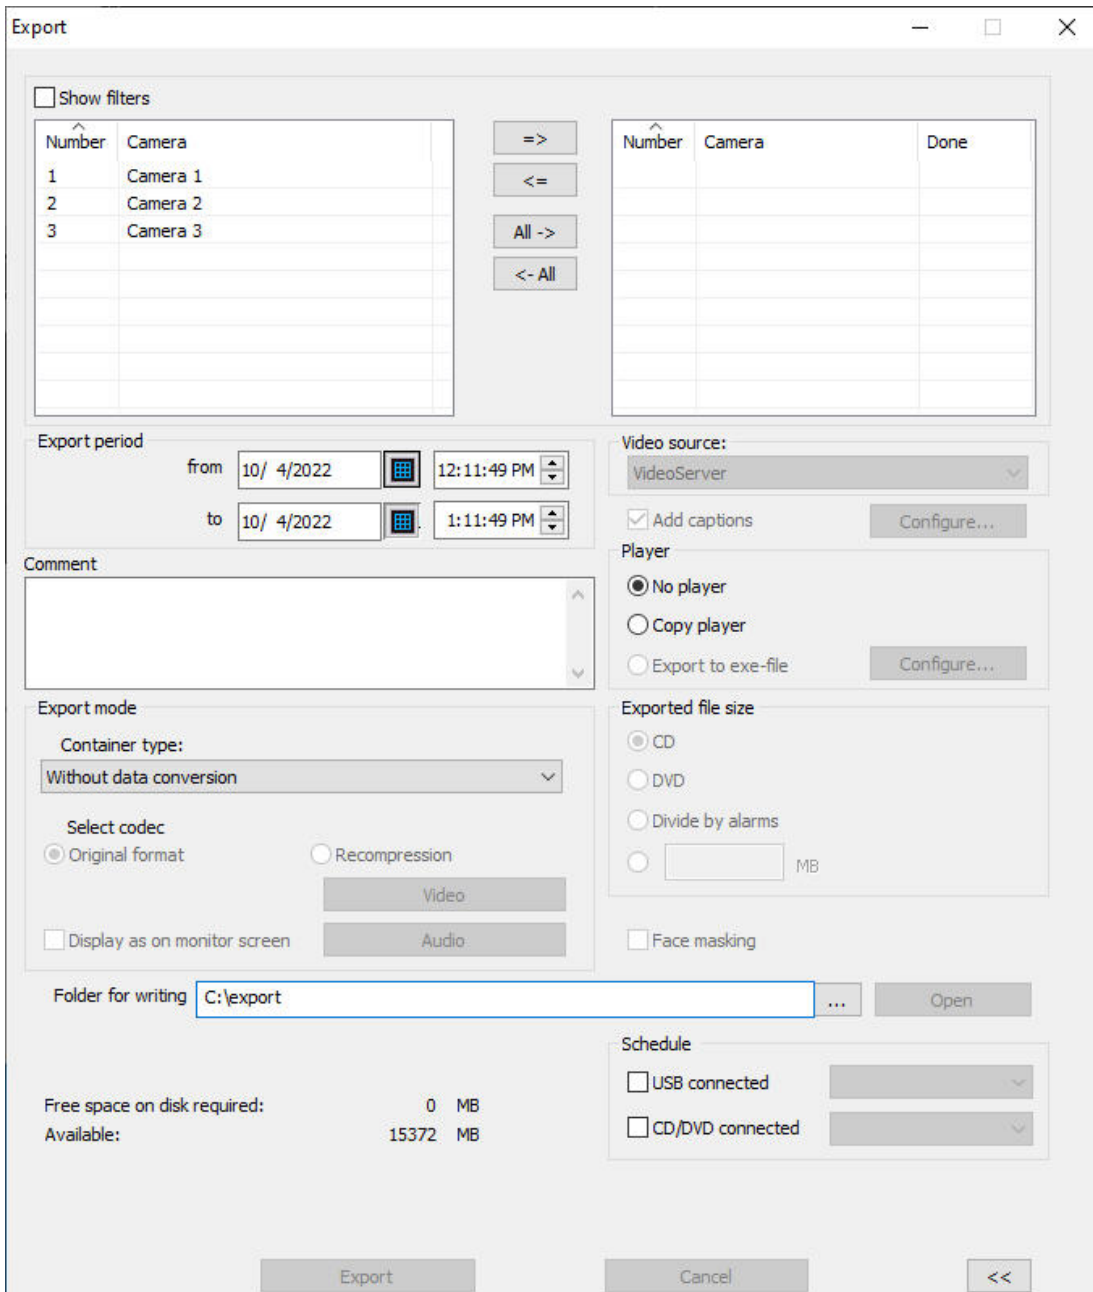 Export
Show filters
Number Camera
1 Camera 1
2 Camera 2
3 Camera 3
=>
<=
All ->
<- All
Number Camera Done
Export period
from 10/ 4/2022 12:11:49 PM
to 10/ 4/2022 1:11:49 PM
Video source:
VideoServer
Add captions Configure...
Comment
Player
No player
Copy player
Export to exe-file Configure...
Export mode
Container type:
Without data conversion
Select codec
Original format Recompression
Video
Display as on monitor screen Audio
Exported file size
CD
DVD
Divide by alarms
MB
Face masking
Folder for writing C:\export ... Open
Free space on disk required: 0 MB
Available: 15372 MB
Schedule
USB connected
CD/DVD connected
Export Cancel <<